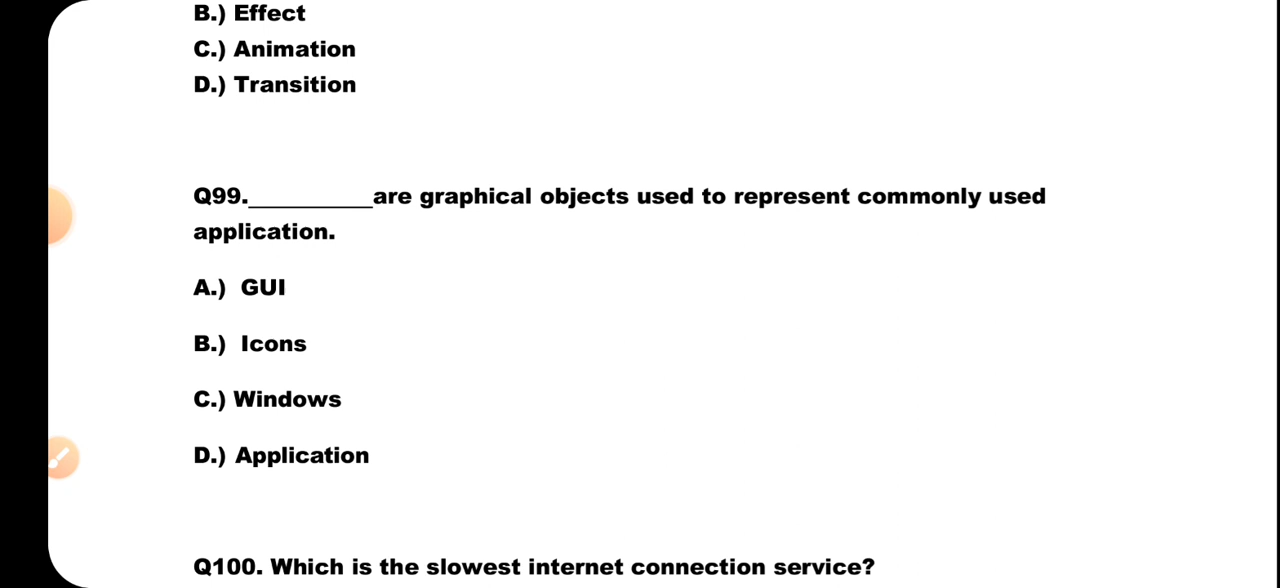 B.) Effect
C.) Animation
D.) Transition
Q99.__________are graphical objects used to represent commonly used
application.
A.) GUI
B.) Icons
C.) Windows
D.) Application
Q100. Which is the slowest internet connection service?